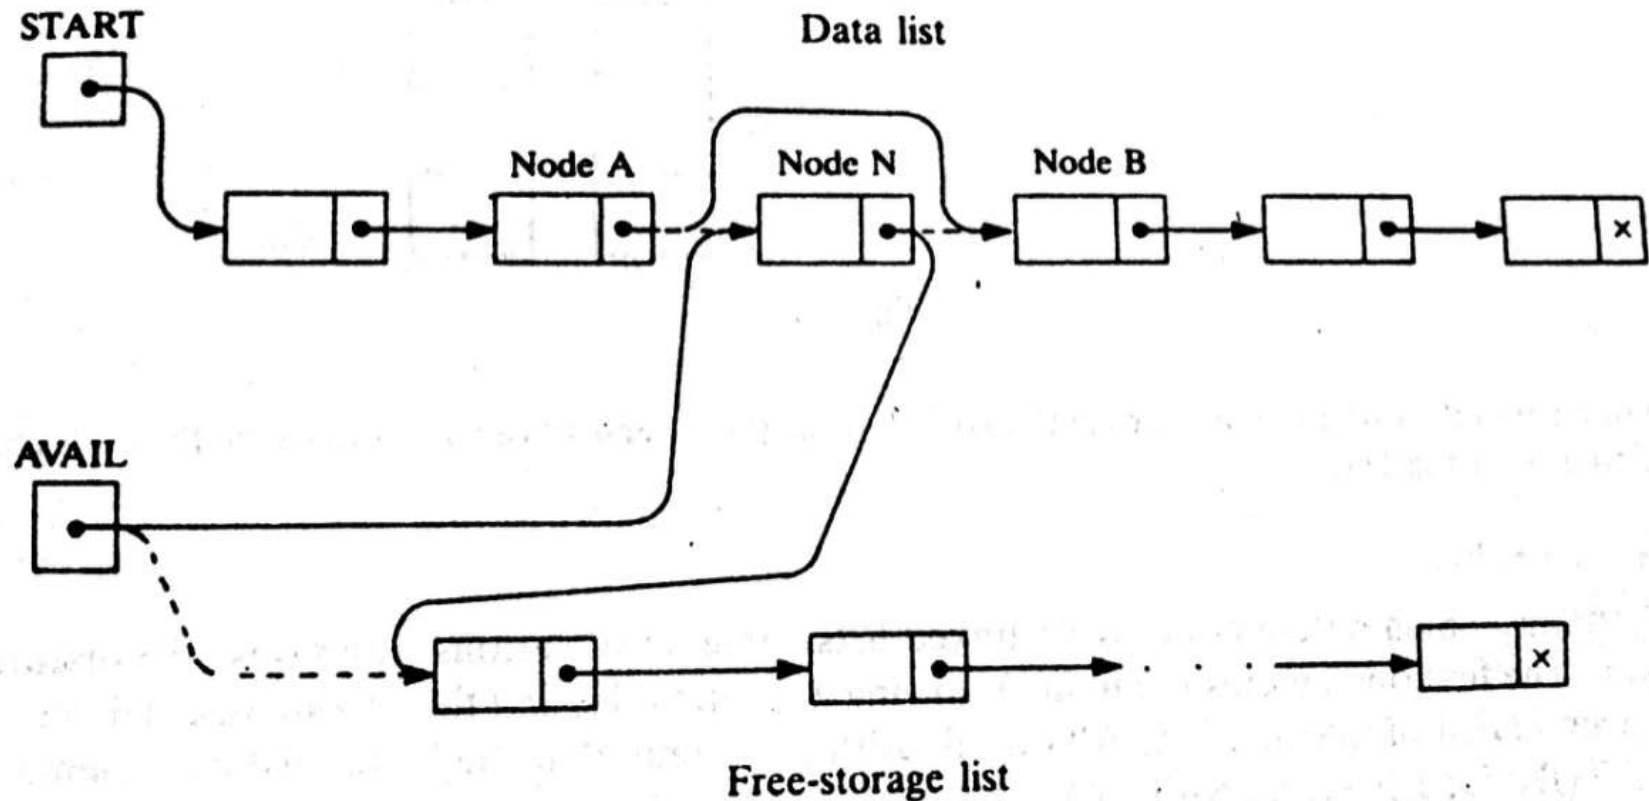 START
Data list
Node A
Node N
Node B
x
AVAIL
x
Free-storage list